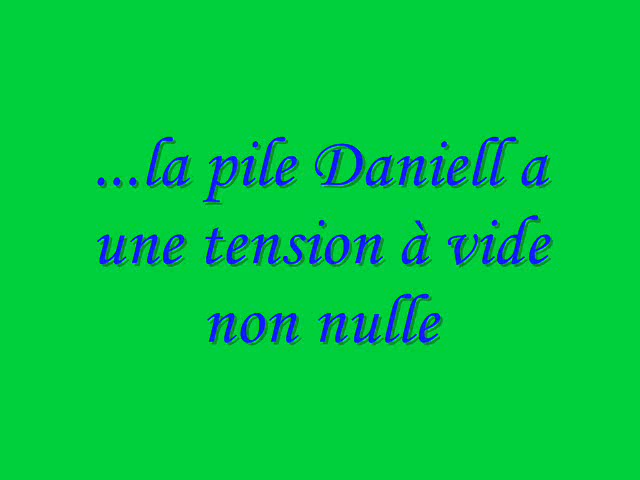 ...la pile Daniell a
une tension à vide
non nulle